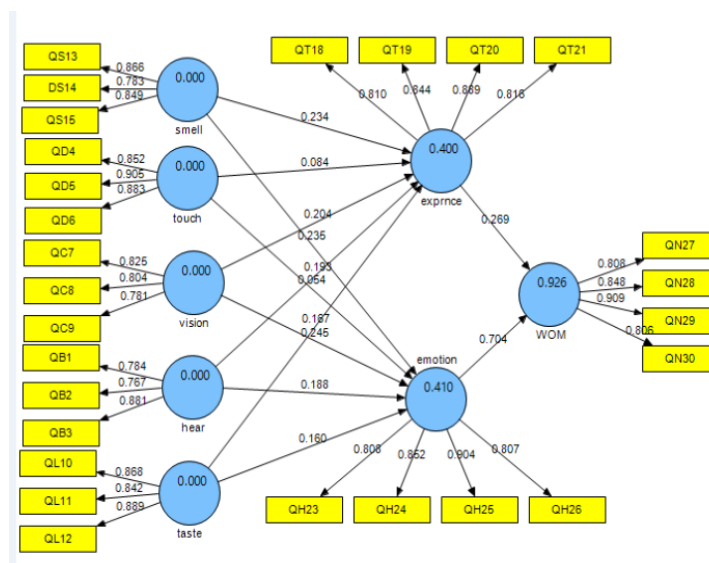 QS13
DS14
QS15
0.866
0.783
0.849
0.000
smell
QD4
QD5
QD6
0.852
0.905
0.883
0.000
touch
QC7
QC8
QC9
0.825
0.804
0.781
0.000
vision
QB1
QB2
QB3
0.784
0.767
0.881
0.000
hear
QL10
QL11
QL12
0.868
0.842
0.889
0.000
taste
QT18
QT19
QT20
QT21
0.810
0.844
0.889
0.816
0.400
exprnce
0.234
0.084
0.204
0.235
0.193
0.054
0.167
0.245
0.188
0.160
0.269
0.704
emotion
0.410
0.808
0.852
0.904
0.807
QH23
QH24
QH25
QH26
0.926
WOM
0.808
0.848
0.909
0.806
QN27
QN28
QN29
QN30